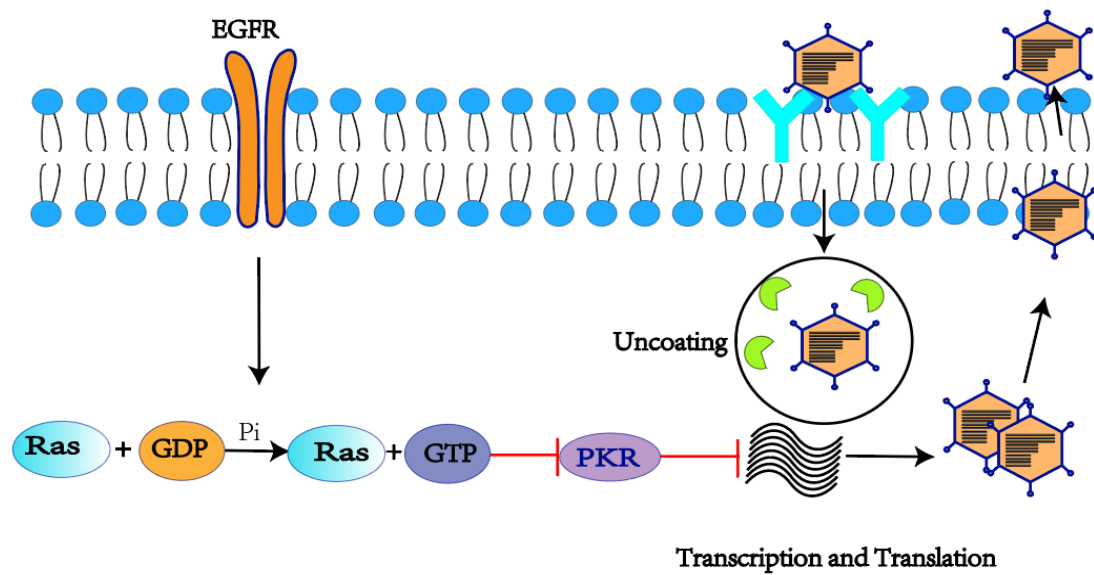 EGFR
Uncoating
Ras + GDP Pi Ras + GTP PKR
Transcription and Translation